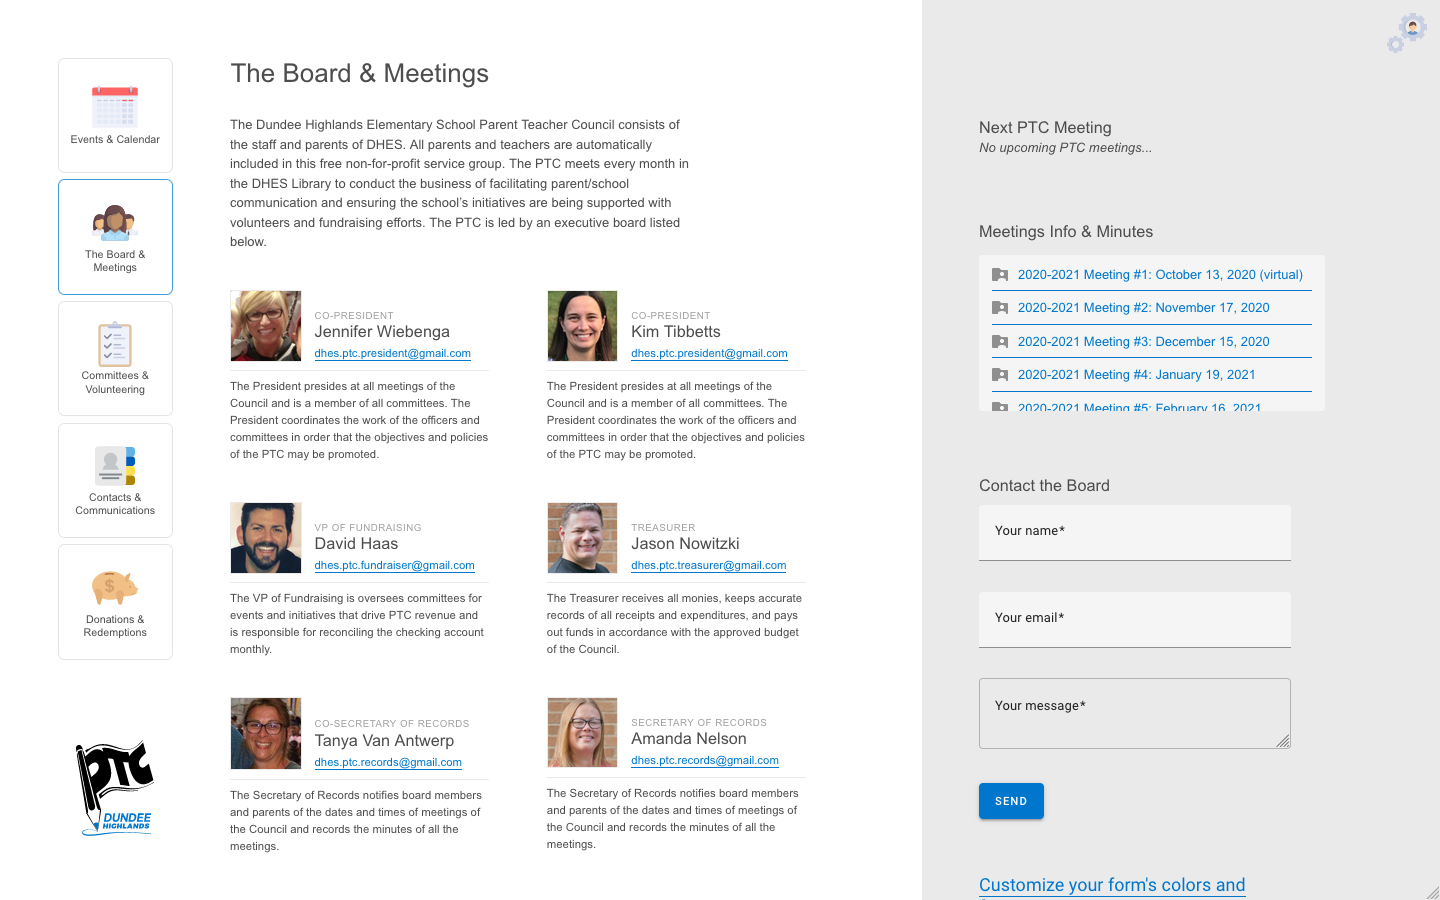 Events & Calendar
The Board &
Meetings
Committees &
Volunteering
Contacts &
Communications
Donations &
Redemptions
PTC
DUNDEE
HIGHLANDS
The Board & Meetings
The Dundee Highlands Elementary School Parent Teacher Council consists of
the staff and parents of DHES. All parents and teachers are automatically
included in this free non-for-profit service group. The PTC meets every month in
the DHES Library to conduct the business of facilitating parent/school
communication and ensuring the school's initiatives are being supported with
volunteers and fundraising efforts. The PTC is led by an executive board listed
below.
CO-PRESIDENT
Jennifer Wiebenga
dhes.ptc.president@gmail.com
The President presides at all meetings of the
Council and is a member of all committees. The
President coordinates the work of the officers and
committees in order that the objectives and policies
of the PTC may be promoted.
CO-PRESIDENT
Kim Tibbetts
dhes.ptc.president@gmail.com
The President presides at all meetings of the
Council and is a member of all committees. The
President coordinates the work of the officers and
committees in order that the objectives and policies
of the PTC may be promoted.
VP OF FUNDRAISING
David Haas
dhes.ptc.fundraiser@gmail.com
The VP of Fundraising is oversees committees for
events and initiatives that drive PTC revenue and
is responsible for reconciling the checking account
monthly.
TREASURER
Jason Nowitzki
dhes.ptc.treasurer@gmail.com
The Treasurer receives all monies, keeps accurate
records of all receipts and expenditures, and pays
out funds in accordance with the approved budget
of the Council.
CO-SECRETARY OF RECORDS
Tanya Van Antwerp
dhes.ptc.records@gmail.com
The Secretary of Records notifies board members
and parents of the dates and times of meetings of
the Council and records the minutes of all the
meetings.
SECRETARY OF RECORDS
Amanda Nelson
dhes.ptc.records@gmail.com
The Secretary of Records notifies board members
and parents of the dates and times of meetings of
the Council and records the minutes of all the
meetings.
Next PTC Meeting
No upcoming PTC meetings...
Meetings Info & Minutes
2020-2021 Meeting #1: October 13, 2020 (virtual)
2020-2021 Meeting #2: November 17, 2020
2020-2021 Meeting #3: December 15, 2020
2020-2021 Meeting #4: January 19, 2021
2020-2021 Meeting #5: February 16, 2021
Contact the Board
Your name*
Your email*
Your message*
SEND
Customize your form's colors and